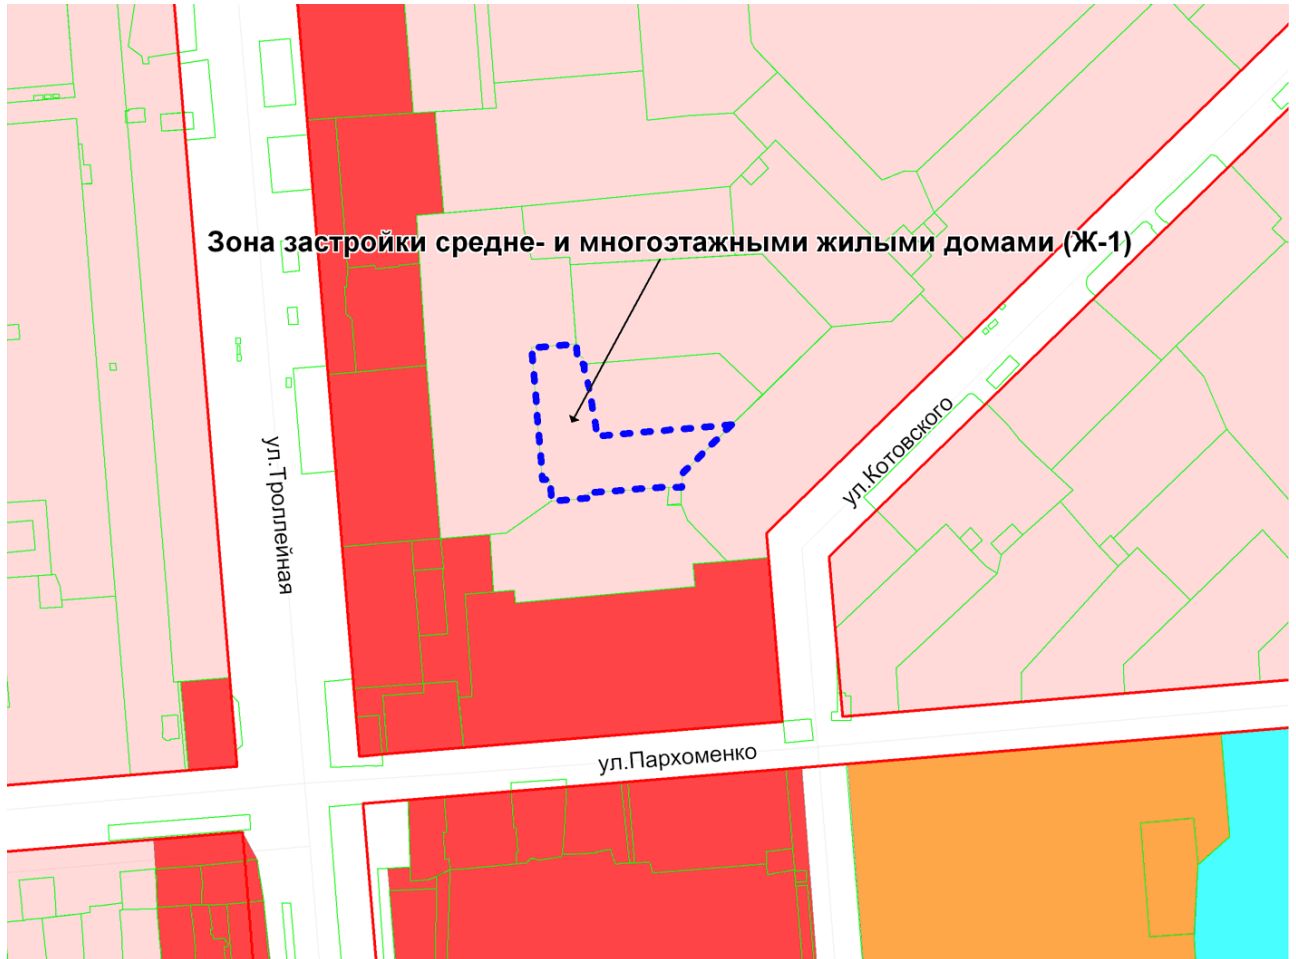 Зона застройки средне- и многоэтажными жилыми домами (Ж-1)
ул.Котовского
ул.Троллейная
ул.Пархоменко